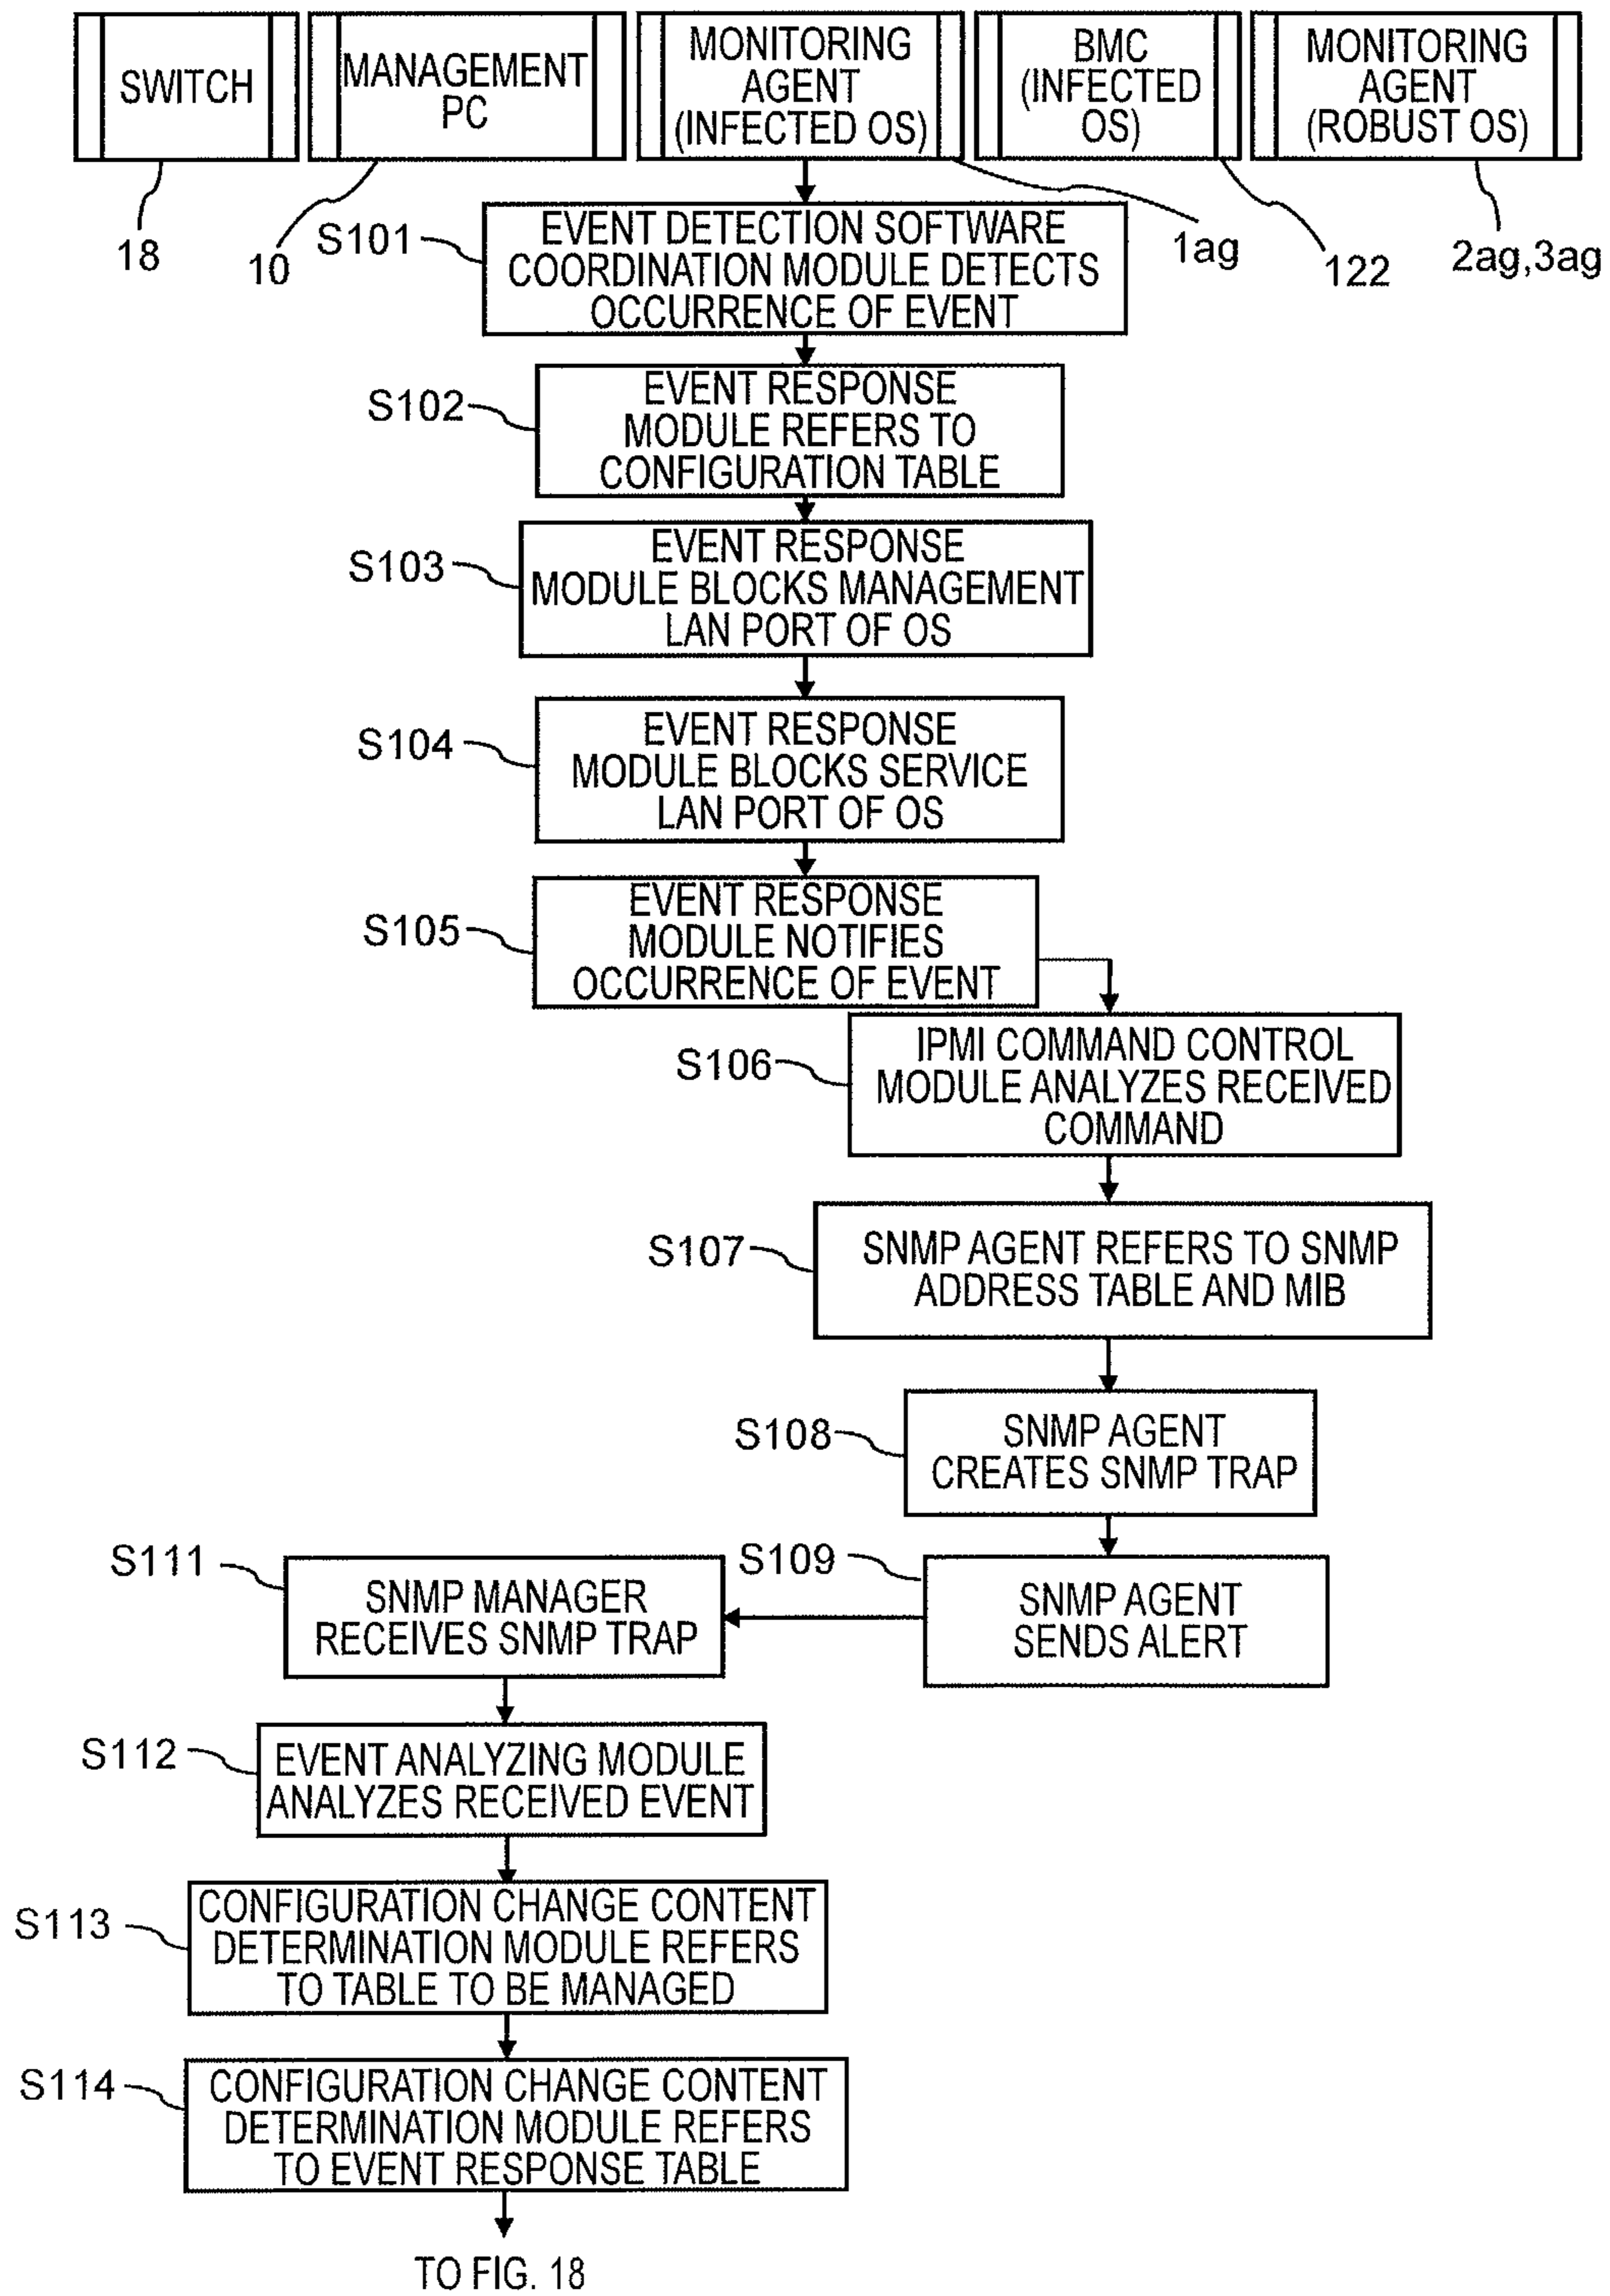 SWITCH
MANAGEMENT
PC
MONITORING
AGENT
(INFECTED OS)
BMC
(INFECTED
OS)
MONITORING
AGENT
(ROBUST OS)
18
10
1ag
122
2ag,3ag
S101
EVENT DETECTION SOFTWARE
COORDINATION MODULE DETECTS
OCCURRENCE OF EVENT
S102
EVENT RESPONSE
MODULE REFERS TO
CONFIGURATION TABLE
S103
EVENT RESPONSE
MODULE BLOCKS MANAGEMENT
LAN PORT OF OS
S104
EVENT RESPONSE
MODULE BLOCKS SERVICE
LAN PORT OF OS
S105
EVENT RESPONSE
MODULE NOTIFIES
OCCURRENCE OF EVENT
S106
IPMI COMMAND CONTROL
MODULE ANALYZES RECEIVED
COMMAND
S107
SNMP AGENT REFERS TO SNMP
ADDRESS TABLE AND MIB
S108
SNMP AGENT
CREATES SNMP TRAP
S109
SNMP AGENT
SENDS ALERT
S111
SNMP MANAGER
RECEIVES SNMP TRAP
S112
EVENT ANALYZING MODULE
ANALYZES RECEIVED EVENT
S113
CONFIGURATION CHANGE CONTENT
DETERMINATION MODULE REFERS
TO TABLE TO BE MANAGED
S114
CONFIGURATION CHANGE CONTENT
DETERMINATION MODULE REFERS
TO EVENT RESPONSE TABLE
TO FIG. 18